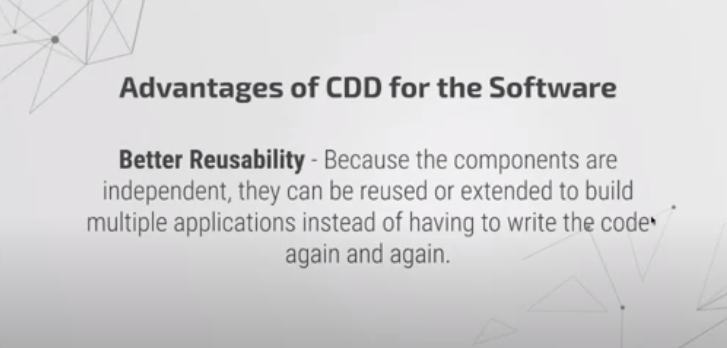 Advantages of CDD for the Software
Better Reusability - Because the components are
independent, they can be reused or extended to build
multiple applications instead of having to write the code
again and again.